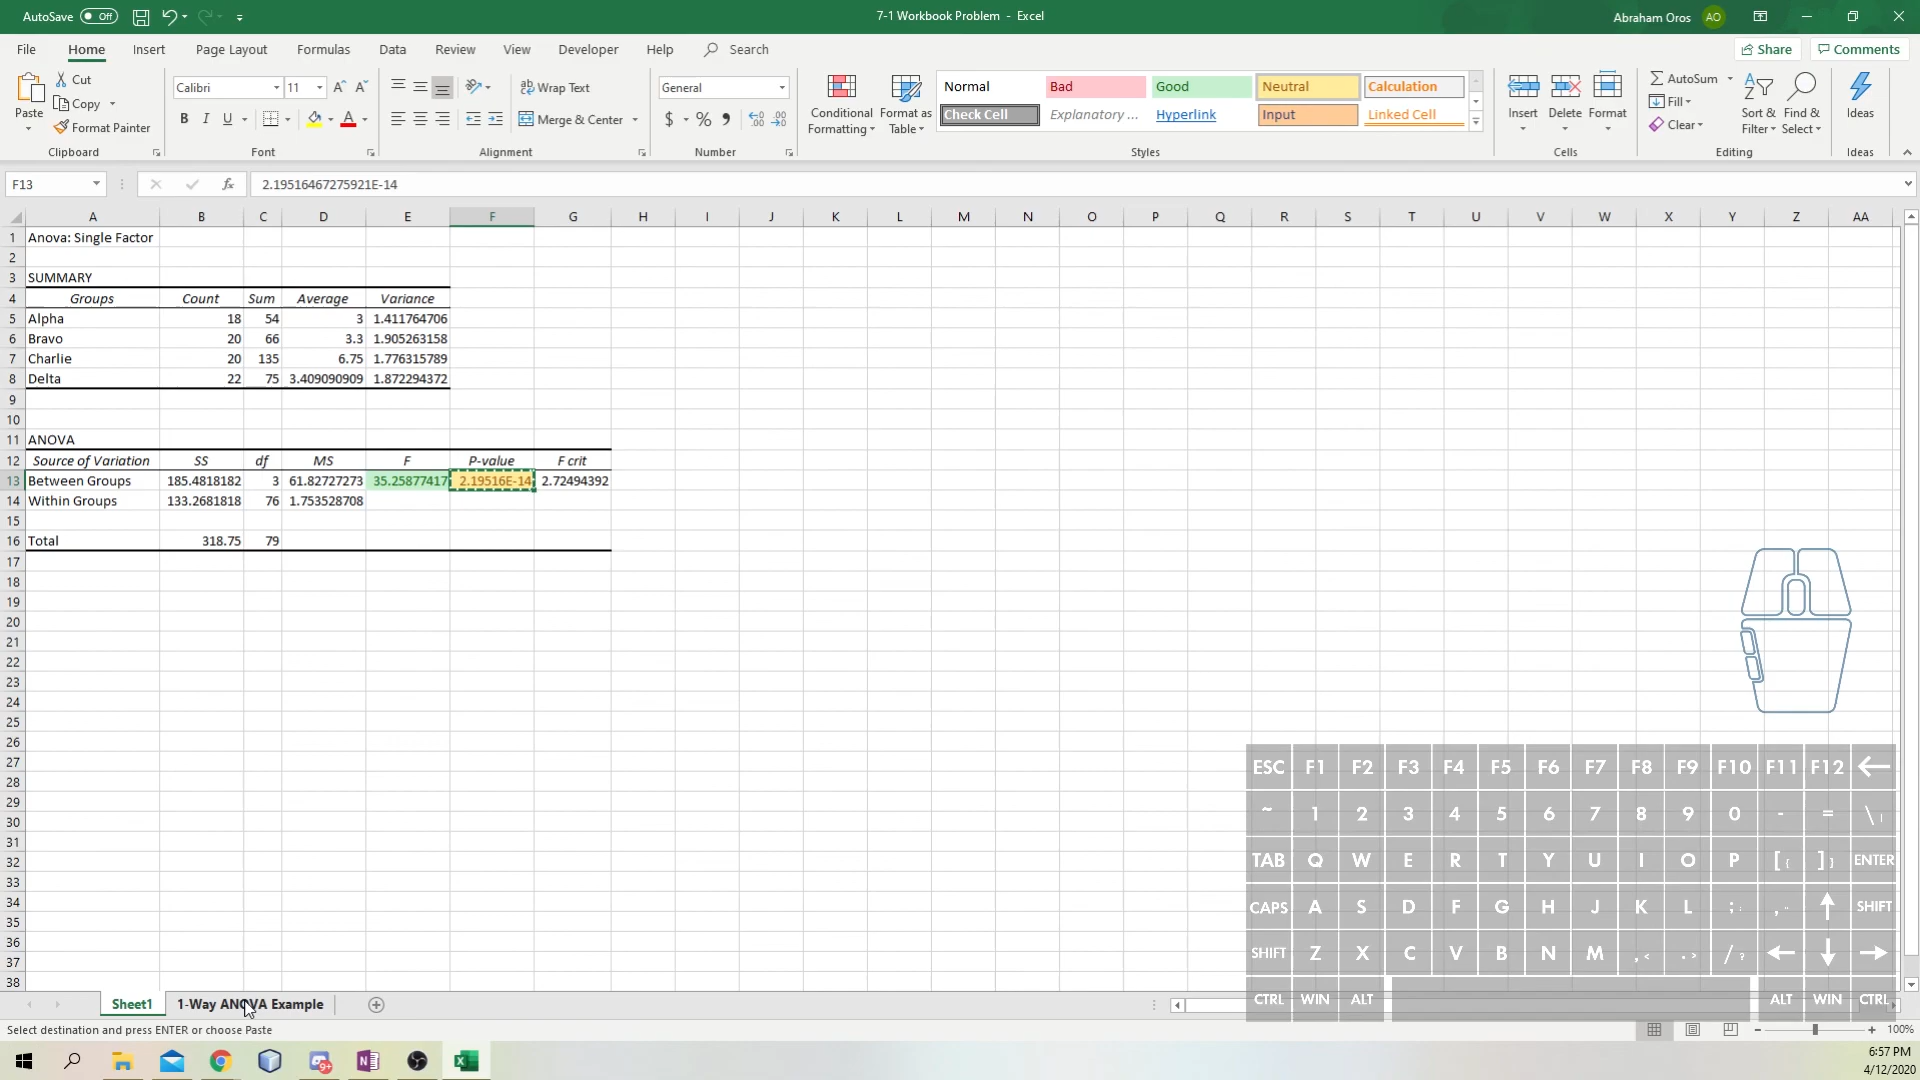 AutoSave Off 7-1 Workbook Problem - Excel Abraham Oros AO
File Home Insert Page Layout Formulas Data Review View Developer Help Search Share Comments
Cut
Copy
Format Painter
Paste
Clipboard
Calibri 11
B I U
Font
Wrap Text
Merge & Center
Alignment
General
$ % ,
Number
Conditional Formatting
Format as Table
Normal Bad Good Neutral Calculation
Check Cell Explanatory ... Hyperlink Input Linked Cell
Styles
Insert Delete Format
Cells
AutoSum
Fill
Clear
Sort & Filter
Find & Select
Editing
Ideas
Ideas
F13 fx 2.19516467275921E-14
A B C D E F G H I J K L M N O P Q R S T U V W X Y Z AA
1 Anova: Single Factor
2
3 SUMMARY
4 Groups Count Sum Average Variance
5 Alpha 18 54 3 1.411764706
6 Bravo 20 66 3.3 1.905263158
7 Charlie 20 135 6.75 1.776315789
8 Delta 22 75 3.409090909 1.872294372
9
10
11 ANOVA
12 Source of Variation SS df MS F P-value F crit
13 Between Groups 185.4818182 3 61.82727273 35.25877417 2.19516E-14 2.72494392
14 Within Groups 133.2681818 76 1.753528708
15
16 Total 318.75 79
17
18
19
20
21
22
23
24
25
26
27
28
29
30
31
32
33
34
35
36
37
38
ESC F1 F2 F3 F4 F5 F6 F7 F8 F9 F10 F11 F12 ←
~ 1 2 3 4 5 6 7 8 9 0 - = \ |
TAB Q W E R T Y U I O P [ { ] } ENTER
CAPS A S D F G H J K L ; : ↑ SHIFT
SHIFT Z X C V B N M , < . > / ? ← ↓ →
CTRL WIN ALT ALT WIN CTRL
Sheet1 1-Way ANOVA Example
Select destination and press ENTER or choose Paste 100%
9+
6:57 PM
4/12/2020